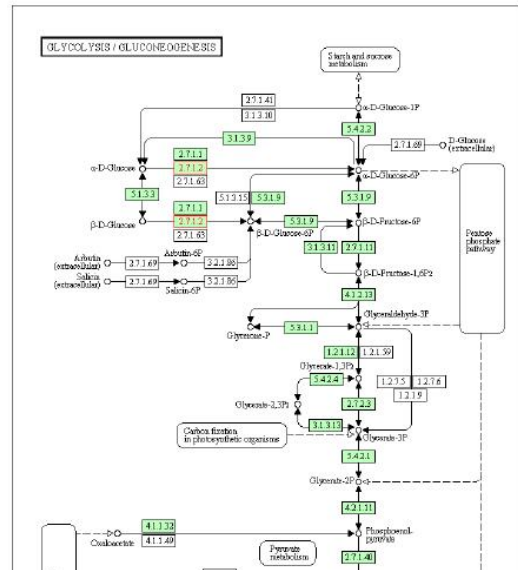 GLYCOLYSIS / GLUCONEOGENESIS
Starch and sucrose
metabolism
2.7.1.41
3.1.3.10
α-D-Glucose-1P
3.1.3.9
5.4.2.2
2.7.1.69
D-Glucose
(extracellular)
2.7.1.1
α-D-Glucose
2.7.1.2
2.7.1.63
α-D-Glucose-6P
5.1.3.3
2.7.1.1
5.1.3.15
5.3.1.9
5.3.1.9
β-D-Glucose
2.7.1.2
2.7.1.63
β-D-Glucose-6P
5.3.1.9
β-D-Fructose-6P
Pentose
phosphate
pathway
Arbutin
(extracellular)
2.7.1.69
Arbutin-6P
3.2.1.86
3.1.3.11
2.7.1.11
Salicin
(extracellular)
2.7.1.69
Salicin-6P
3.2.1.86
β-D-Fructose-1,6P2
4.1.2.13
Glyceraldehyde-3P
Glycerone-P
5.3.1.1
1.2.1.12
1.2.1.59
Glycerate-1,3P2
5.4.2.4
1.2.7.5
1.2.7.6
1.2.1.9
Glycerate-2,3P2
2.7.2.3
3.1.3.13
Carbon fixation
in photosynthetic organisms
Glycerate-3P
5.4.2.1
Glycerate-2P
4.2.1.11
4.1.1.32
Oxaloacetate
4.1.1.49
Phosphoenol-
pyruvate
Pyruvate
metabolism
2.7.1.40